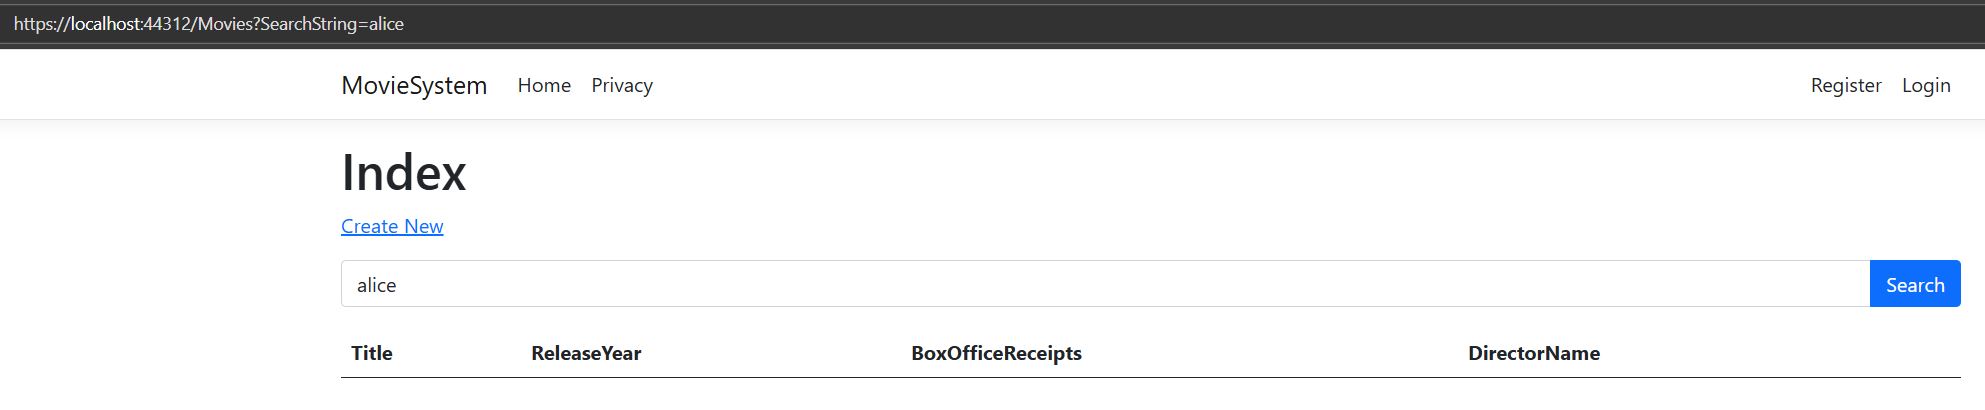 https://localhost:44312/Movies?SearchString=alice
MovieSystem Home Privacy Register Login
Index
Create New
alice Search
Title ReleaseYear BoxOfficeReceipts DirectorName